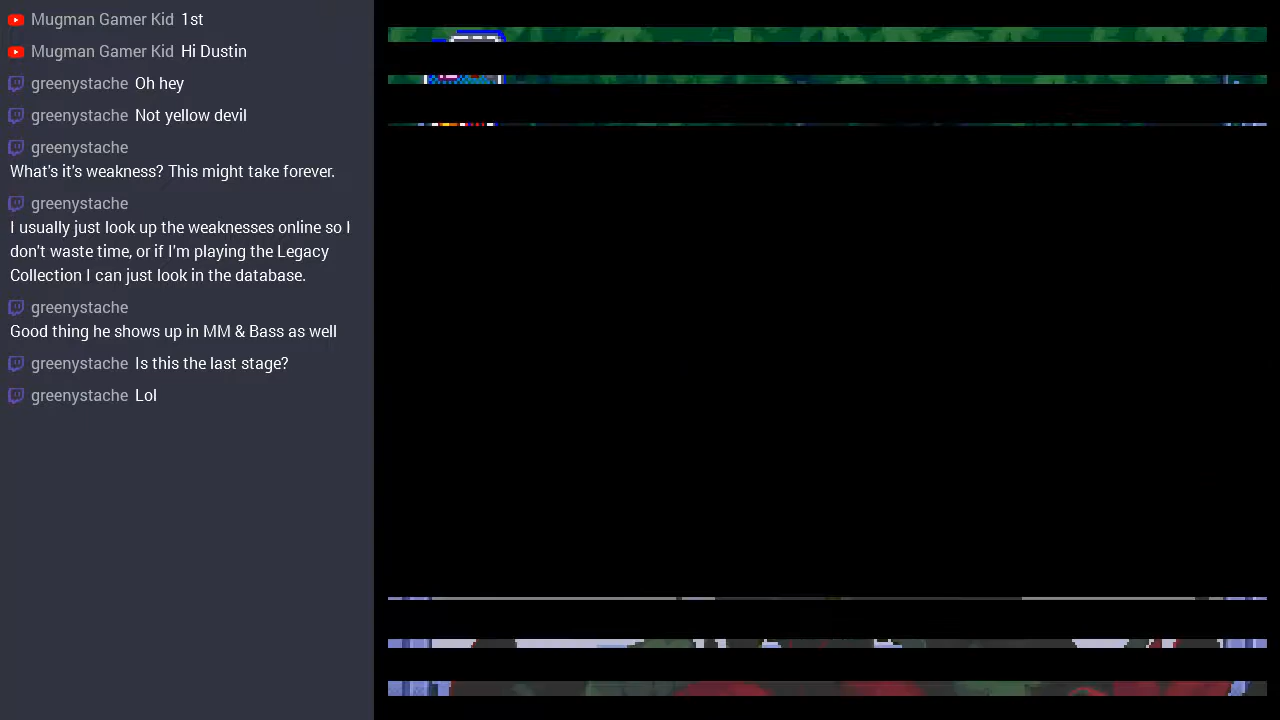 Mugman Gamer Kid 1st
Mugman Gamer Kid Hi Dustin
greenystache Oh hey
greenystache Not yellow devil
greenystache
What's it's weakness? This might take forever.
greenystache
I usually just look up the weaknesses online so I
don't waste time, or if I'm playing the Legacy
Collection I can just look in the database.
greenystache
Good thing he shows up in MM & Bass as well
greenystache Is this the last stage?
greenystache Lol